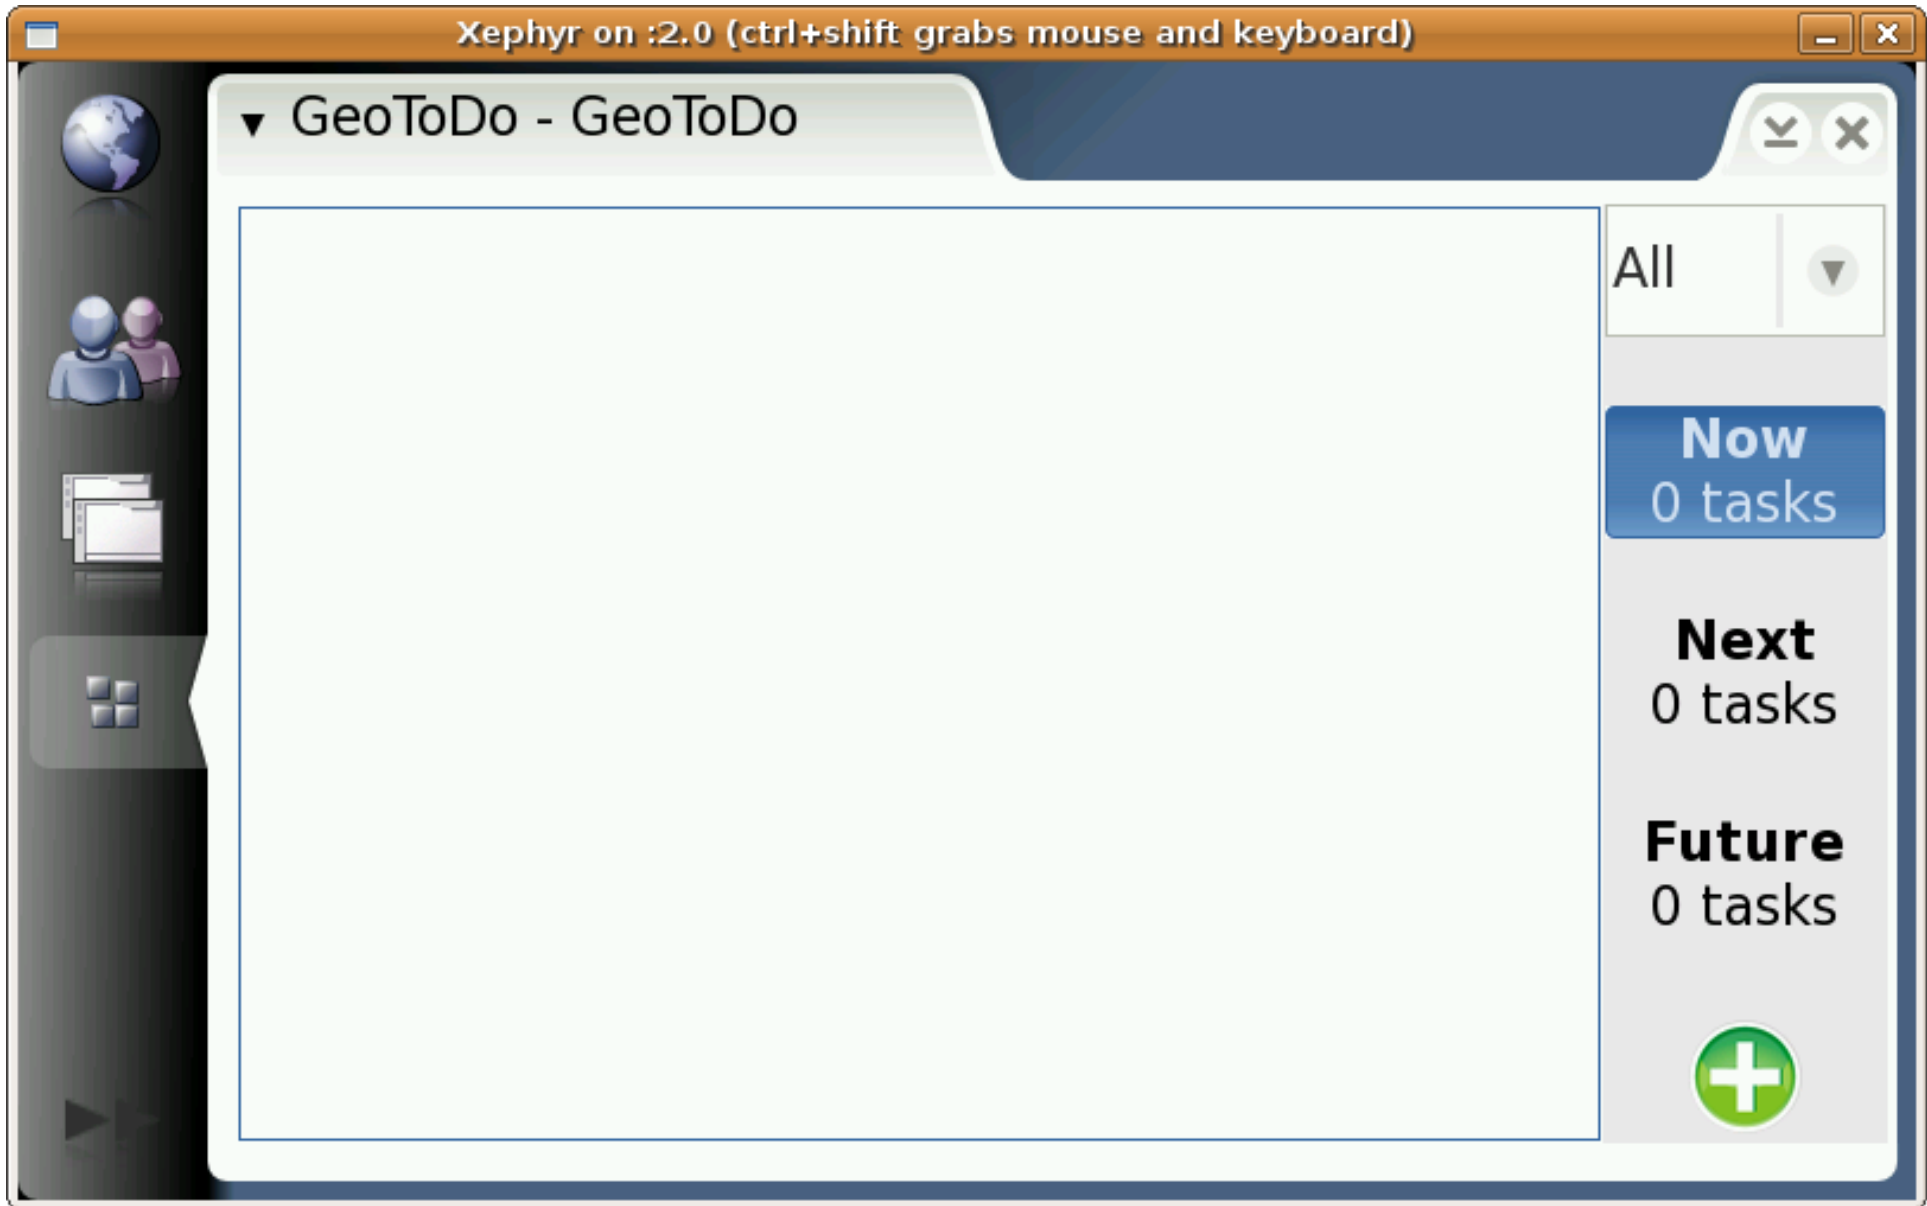 Xephyr on :2.0 (ctrl+shift grabs mouse and keyboard)
GeoToDo - GeoToDo
All
Now
0 tasks
Next
0 tasks
Future
0 tasks